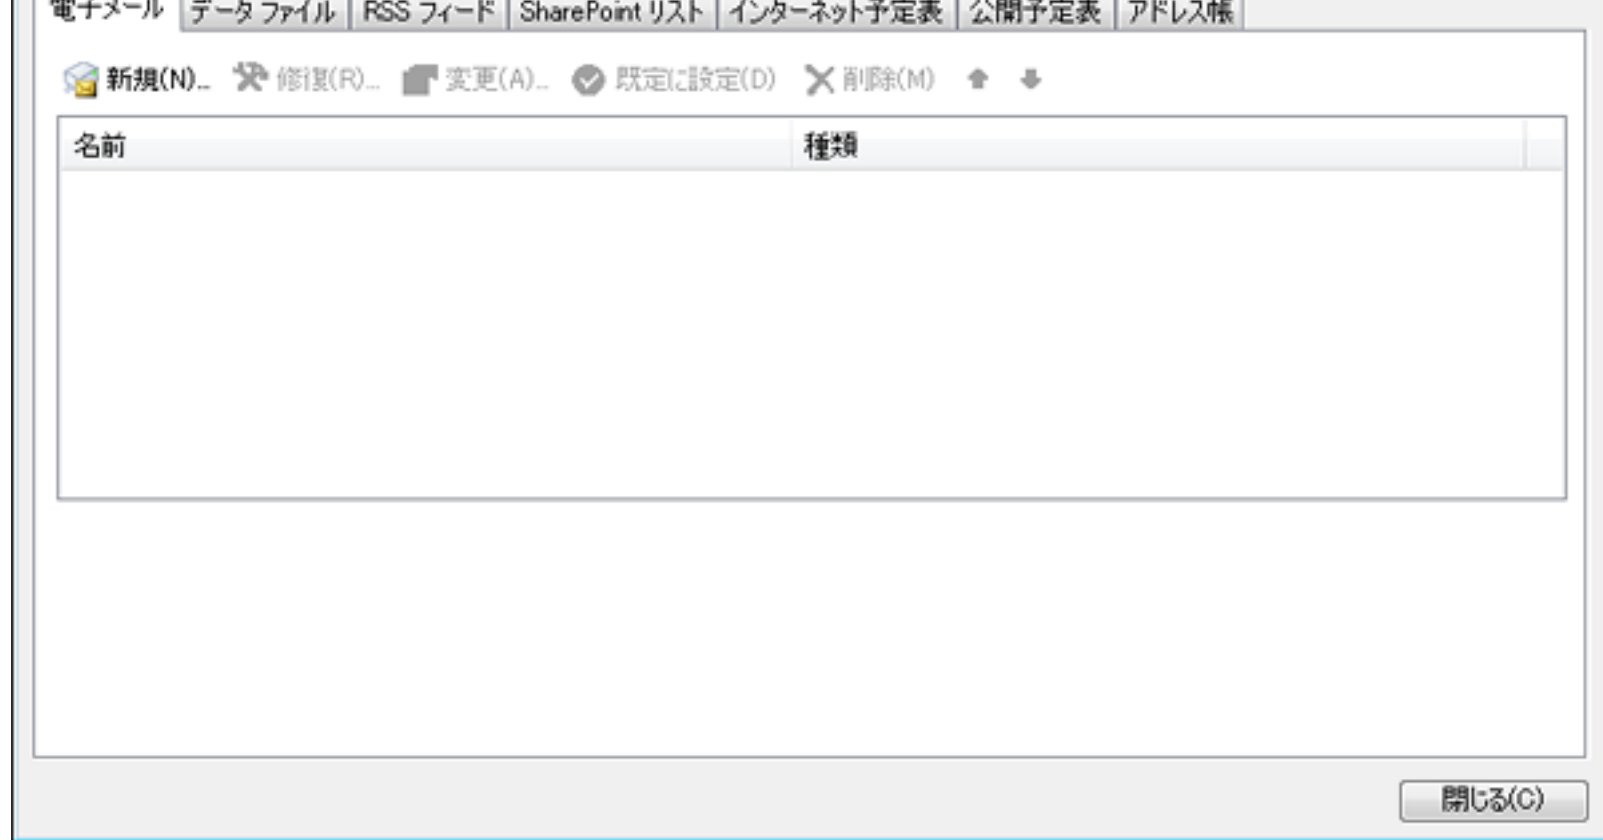 電子メール データ ファイル RSS フィード SharePoint リスト インターネット予定表 公開予定表 アドレス帳
新規(N)... 修復(R)... 変更(A)... 既定に設定(D) 削除(M)
名前 種類
閉じる(C)